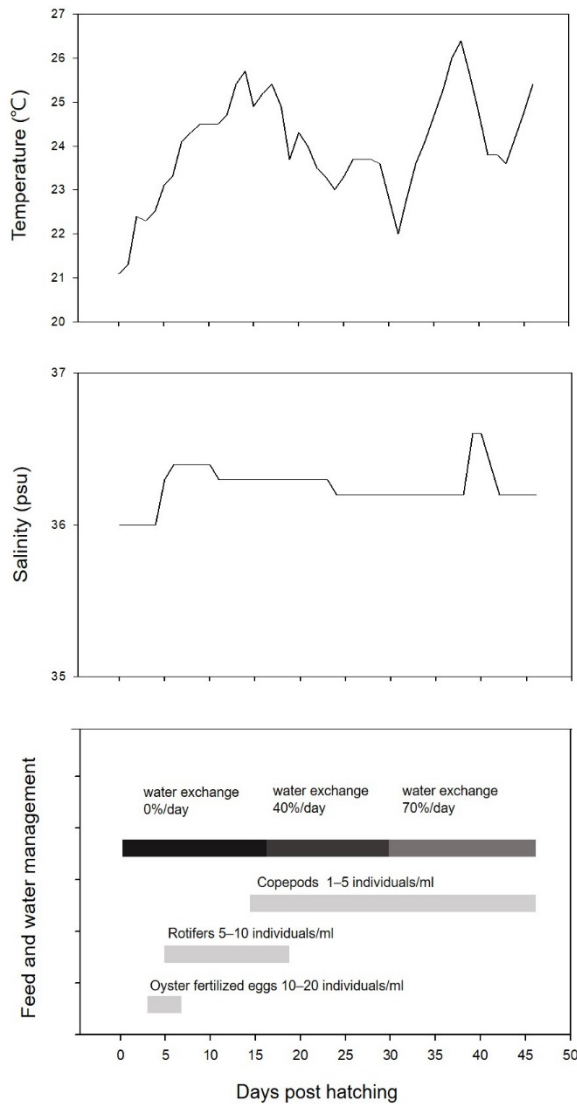 27
26
25
24
23
22
21
20
Temperature (℃)
37
36
35
Salinity (psu)
Feed and water management
water exchange
0%/day
water exchange
40%/day
water exchange
70%/day
Copepods 1–5 individuals/ml
Rotifers 5–10 individuals/ml
Oyster fertilized eggs 10–20 individuals/ml
0 5 10 15 20 25 30 35 40 45 50
Days post hatching